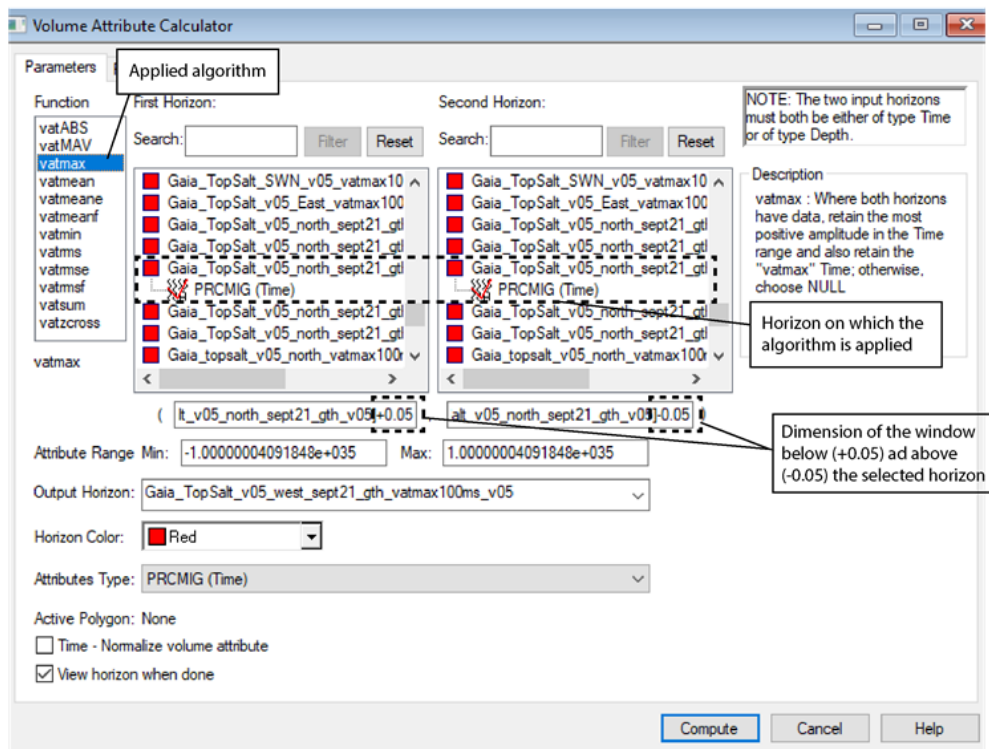 Volume Attribute Calculator
Parameters
Applied algorithm
Function
First Horizon:
Second Horizon:
NOTE: The two input horizons
must both be either of type Time
or of type Depth.
Search:
Filter
Reset
Search:
Filter
Reset
vatABS
vatMAV
vatmax
vatmean
vatmeane
vatmeanf
vatmin
vatrms
vatrmse
vatrmsf
vatsum
vatzcross
vatmax
Gaia_TopSalt_SWN_v05_vatmax10
Gaia_TopSalt_v05_East_vatmax100
Gaia_TopSalt_v05_north_sept21_gtl
Gaia_TopSalt_v05_north_sept21_gtl
Gaia_TopSalt_v05_north_sept21_gtl
PRCMIG (Time)
Gaia_TopSalt_v05_north_sept21_gtl
Gaia_TopSalt_v05_north_sept21_gtl
Gaia_topsalt_v05_north_vatmax100r
Gaia_TopSalt_SWN_v05_vatmax10
Gaia_TopSalt_v05_East_vatmax100
Gaia_TopSalt_v05_north_sept21_gtl
Gaia_TopSalt_v05_north_sept21_gtl
Gaia_TopSalt_v05_north_sept21_gtl
PRCMIG (Time)
Gaia_TopSalt_v05_north_sept21_gtl
Gaia_TopSalt_v05_north_sept21_gtl
Gaia_topsalt_v05_north_vatmax100r
Description
vatmax : Where both horizons
have data, retain the most
positive amplitude in the Time
range and also retain the
"vatmax" Time; otherwise,
choose NULL
Horizon on which the
algorithm is applied
( lt_v05_north_sept21_gth_v05]+0.05 , alt_v05_north_sept21_gth_v05]-0.05 )
Dimension of the window
below (+0.05) ad above
(-0.05) the selected horizon
Attribute Range Min: -1.00000004091848e+035 Max: 1.00000004091848e+035
Output Horizon: Gaia_TopSalt_v05_west_sept21_gth_vatmax100ms_v05
Horizon Color: Red
Attributes Type: PRCMIG (Time)
Active Polygon: None
Time - Normalize volume attribute
View horizon when done
Compute
Cancel
Help